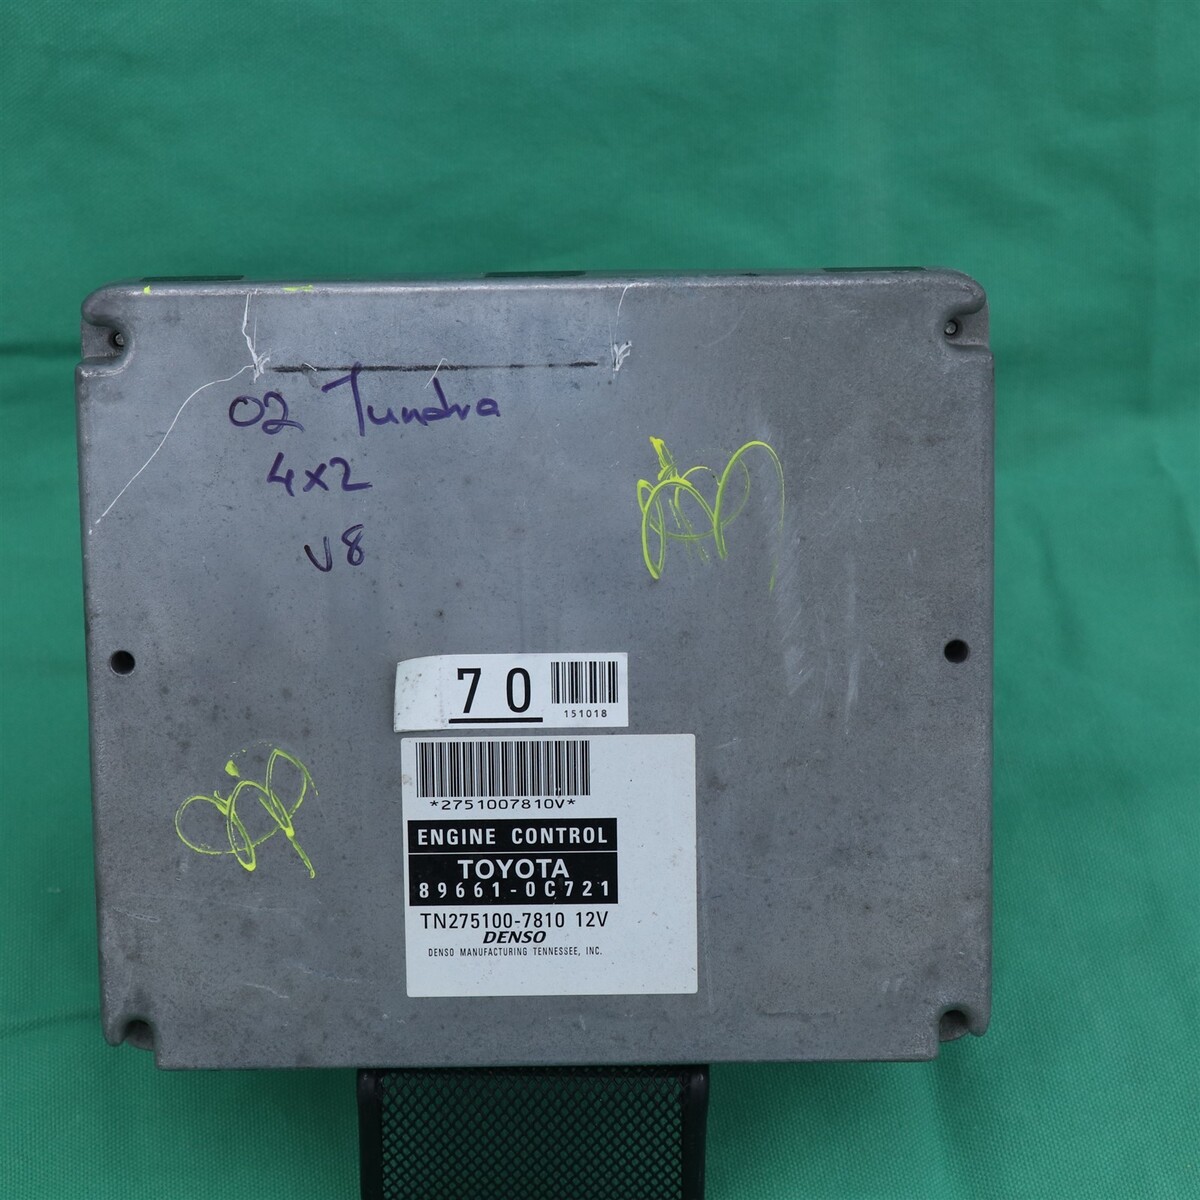 02 Tundra
4x2
V8
70
151018
*2751007810V*
ENGINE CONTROL
TOYOTA
89661-0C721
TN275100-7810 12V
DENSO
DENSO MANUFACTURING TENNESSEE, INC.